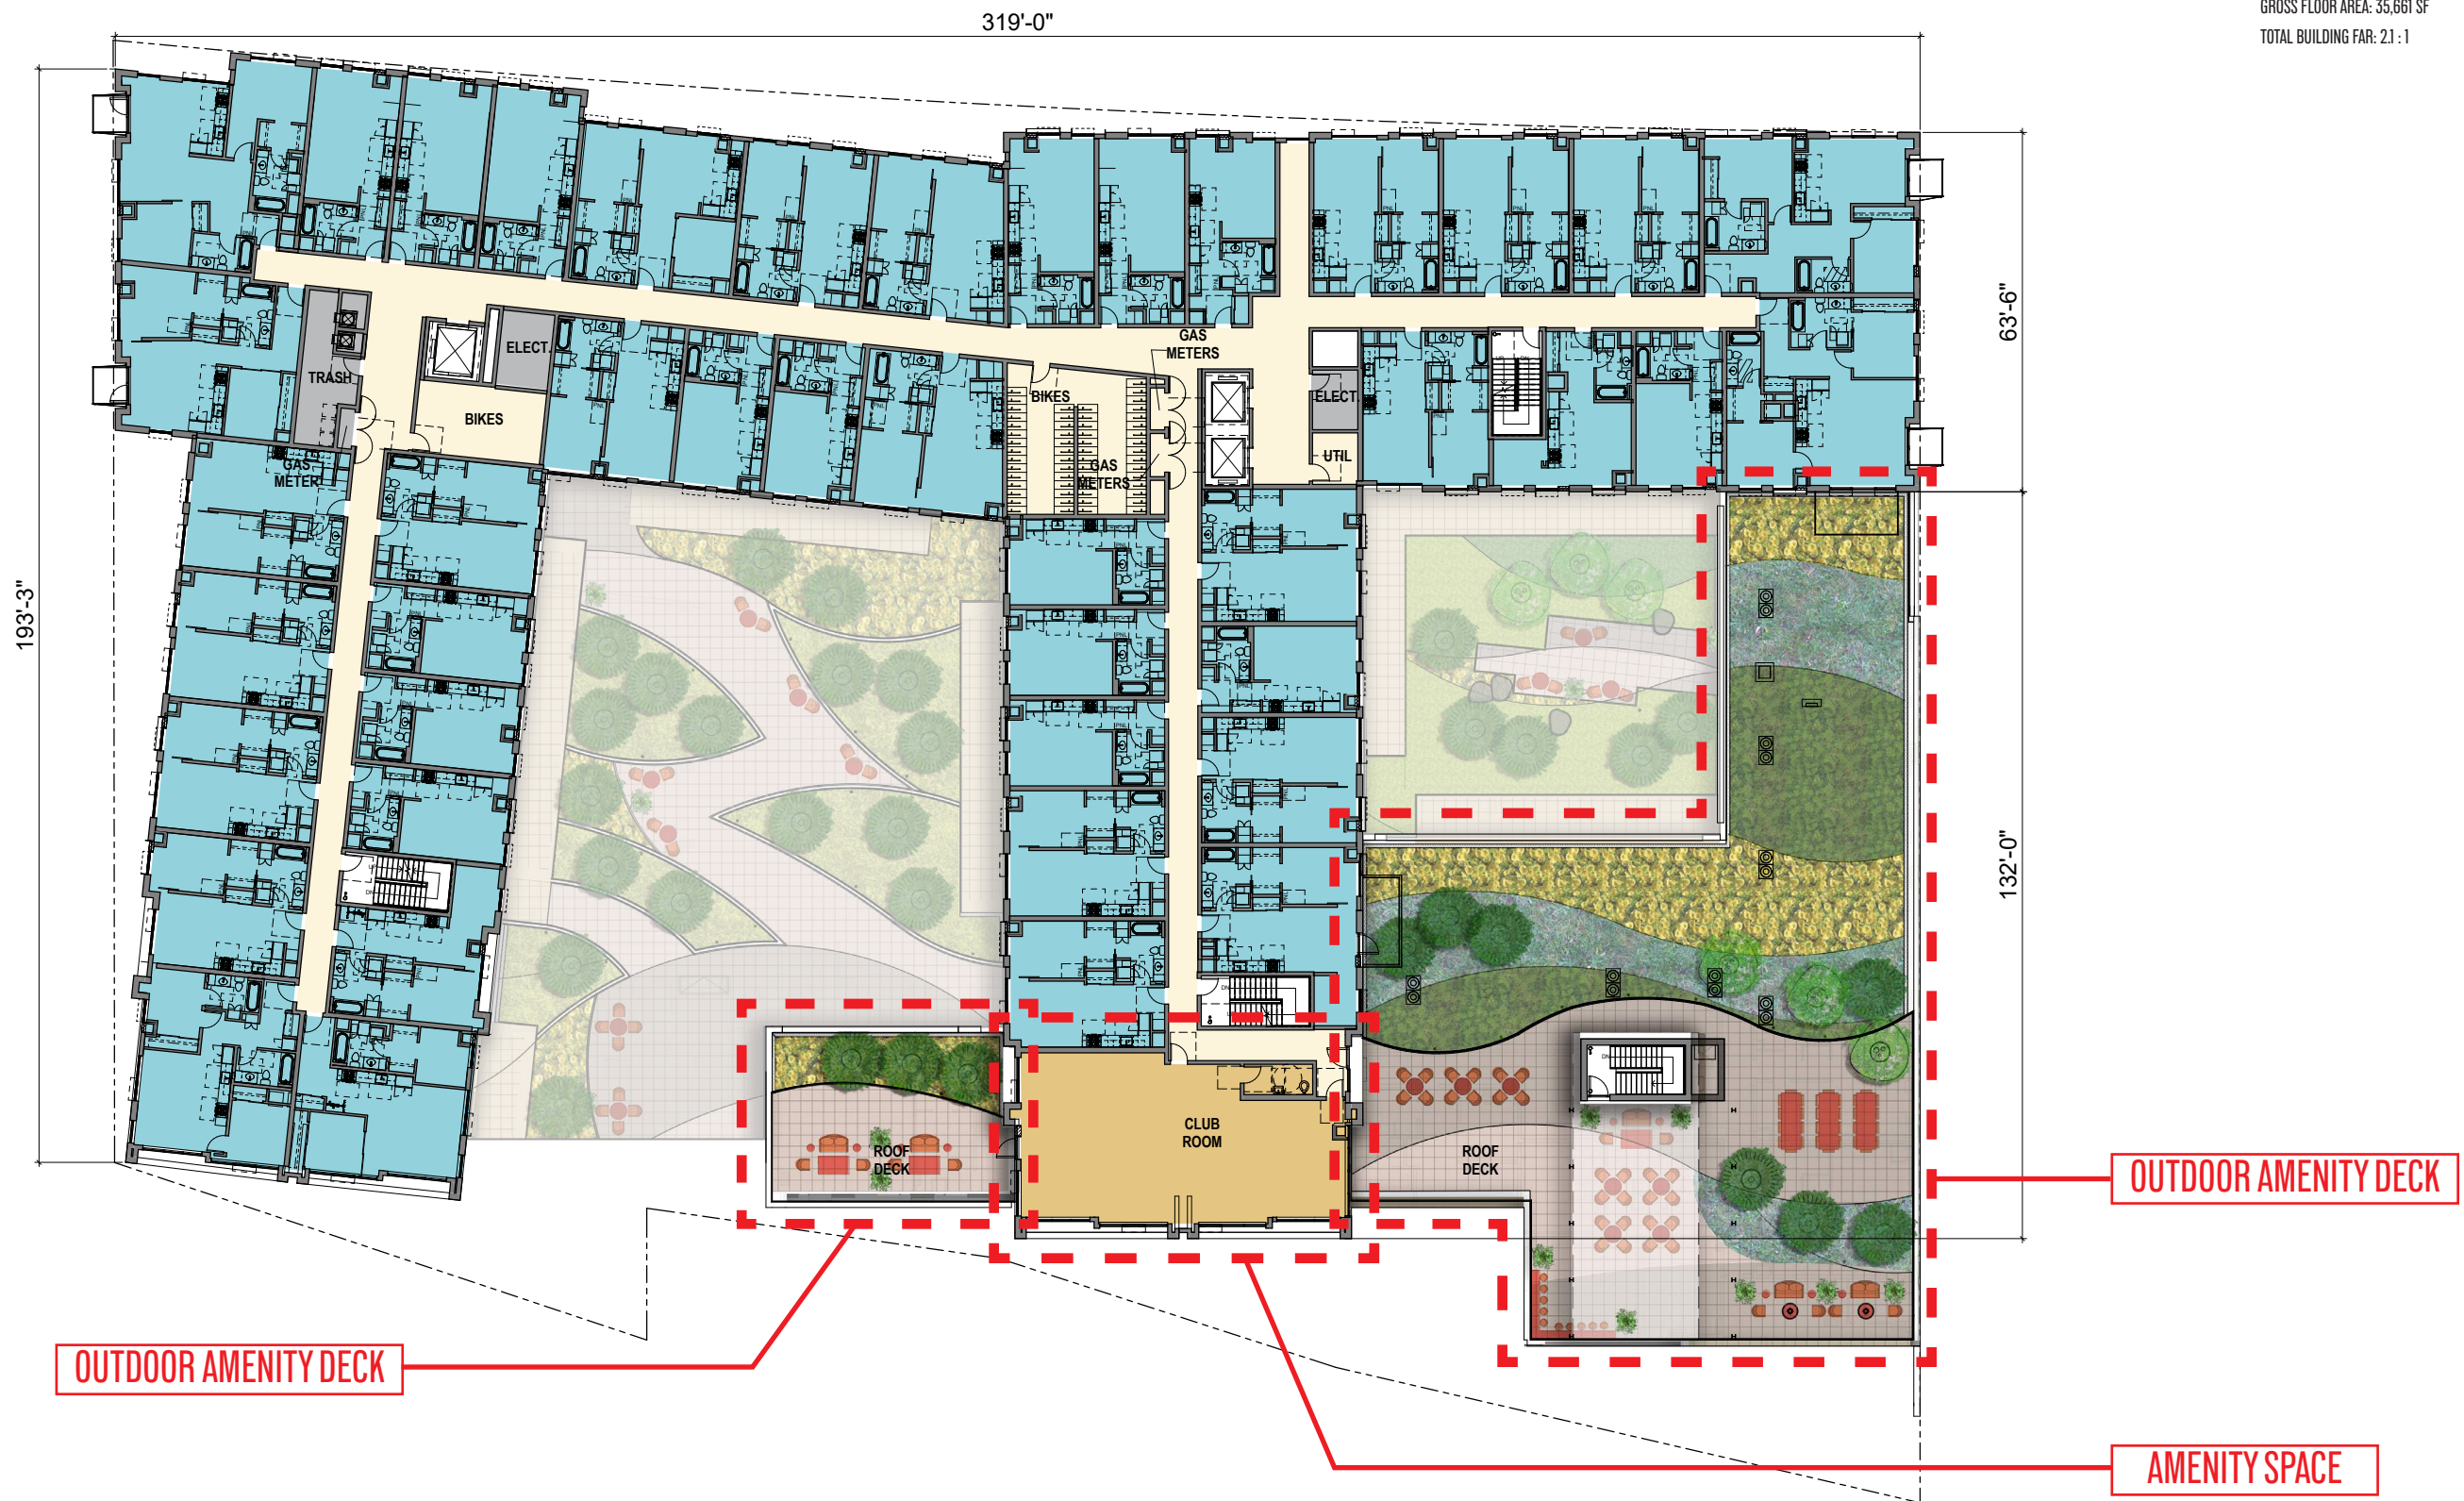 GROSS FLOOR AREA: 35,661 SF
TOTAL BUILDING FAR: 2.1 : 1
319'-0"
193'-3"
63'-6"
132'-0"
TRASH
ELECT.
BIKES
GAS
METER
GAS
METERS
BIKES
GAS
METERS
ELECT.
UTIL
CLUB
ROOM
ROOF
DECK
ROOF
DECK
OUTDOOR AMENITY DECK
OUTDOOR AMENITY DECK
AMENITY SPACE